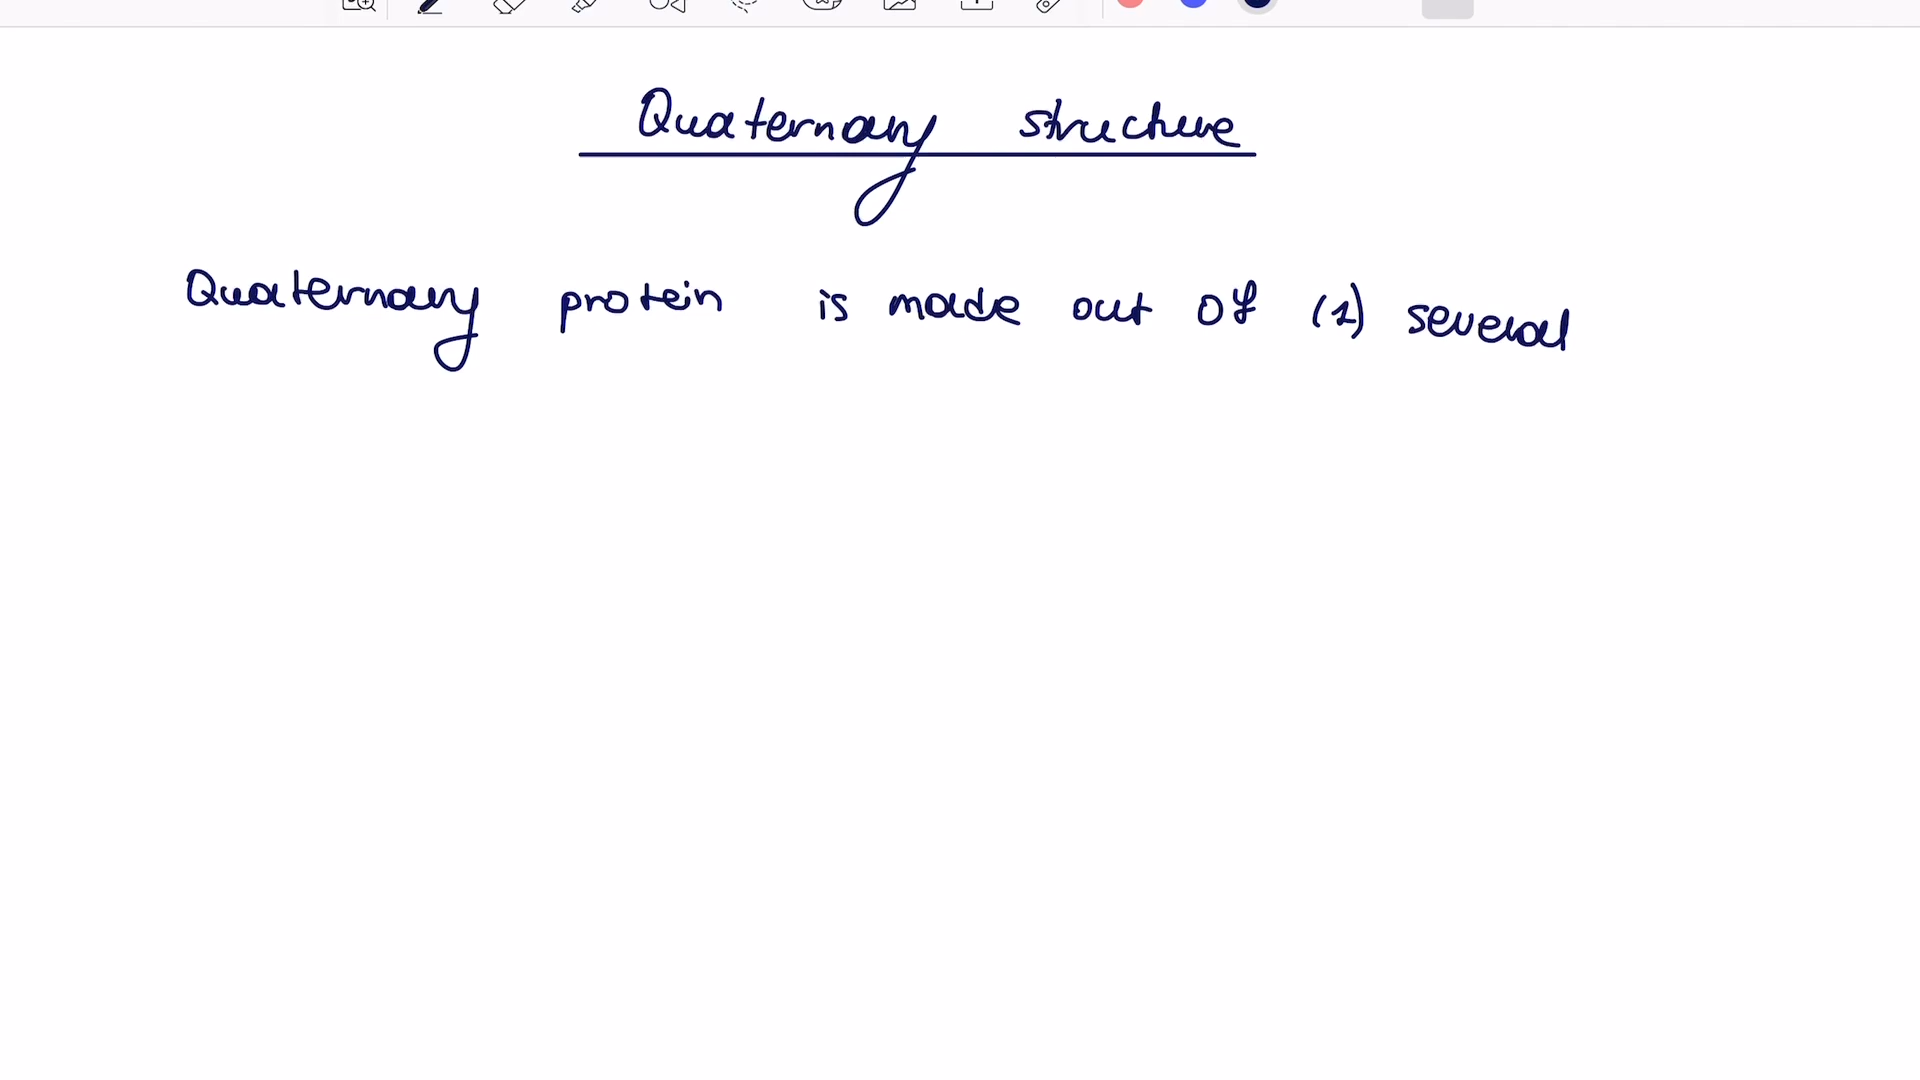 Quaternary structure
Quaternary protein is made out of (1) several